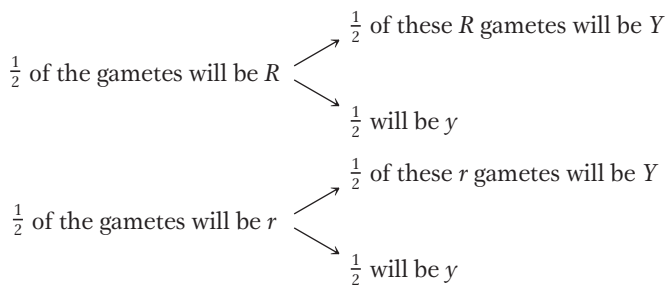 ½ of these R gametes will be Y
½ of the gametes will be R
½ will be y
½ of these r gametes will be Y
½ of the gametes will be r
½ will be y